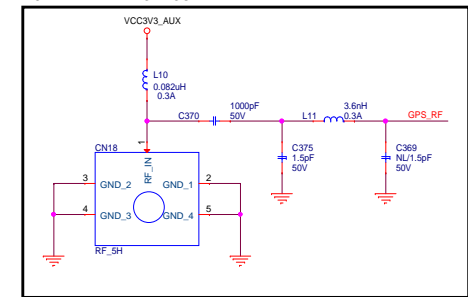 VCC3V3_AUX
L10
0.082uH
0.3A
C370
1000pF
50V
L11
3.6nH
0.3A
GPS_RF
C375
1.5pF
50V
C369
NL/1.5pF
50V
CN18
1
RF_IN
3
GND_2
GND_1
2
4
GND_3
GND_4
5
RF_5H